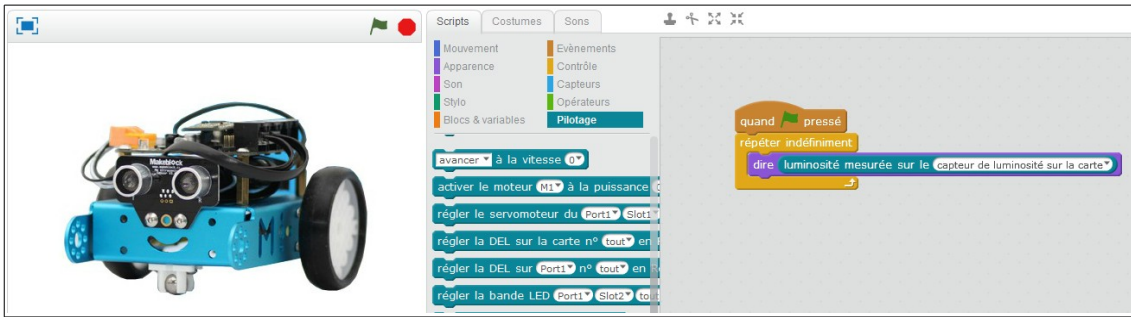 Scripts Costumes Sons
Mouvement Evènements
Apparence Contrôle
Son Capteurs
Stylo Opérateurs
Blocs & variables Pilotage
avancer à la vitesse 0
activer le moteur M1 à la puissance
régler le servomoteur du Port1 Slot1
régler la DEL sur la carte n° tout en
régler la DEL sur Port1 n° tout en
régler la bande LED Port1 Slot2 tout
quand pressé
répéter indéfiniment
dire luminosité mesurée sur le capteur de luminosité sur la carte
Makeblock